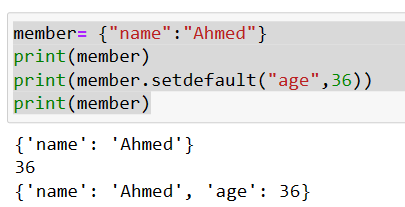 member= {"name":"Ahmed"}
print(member)
print(member.setdefault("age",36))
print(member)
{'name': 'Ahmed'}
36
{'name': 'Ahmed', 'age': 36}